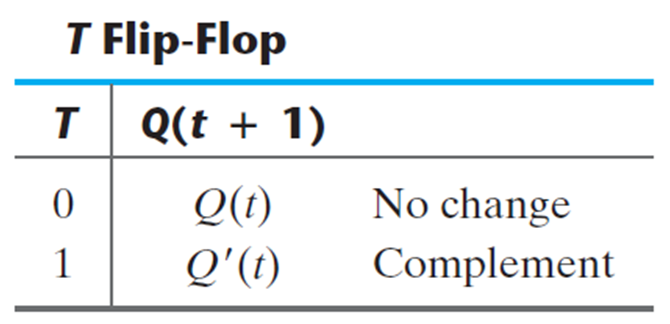 T Flip-Flop
T Q(t + 1)
0 Q(t) No change
1 Q'(t) Complement